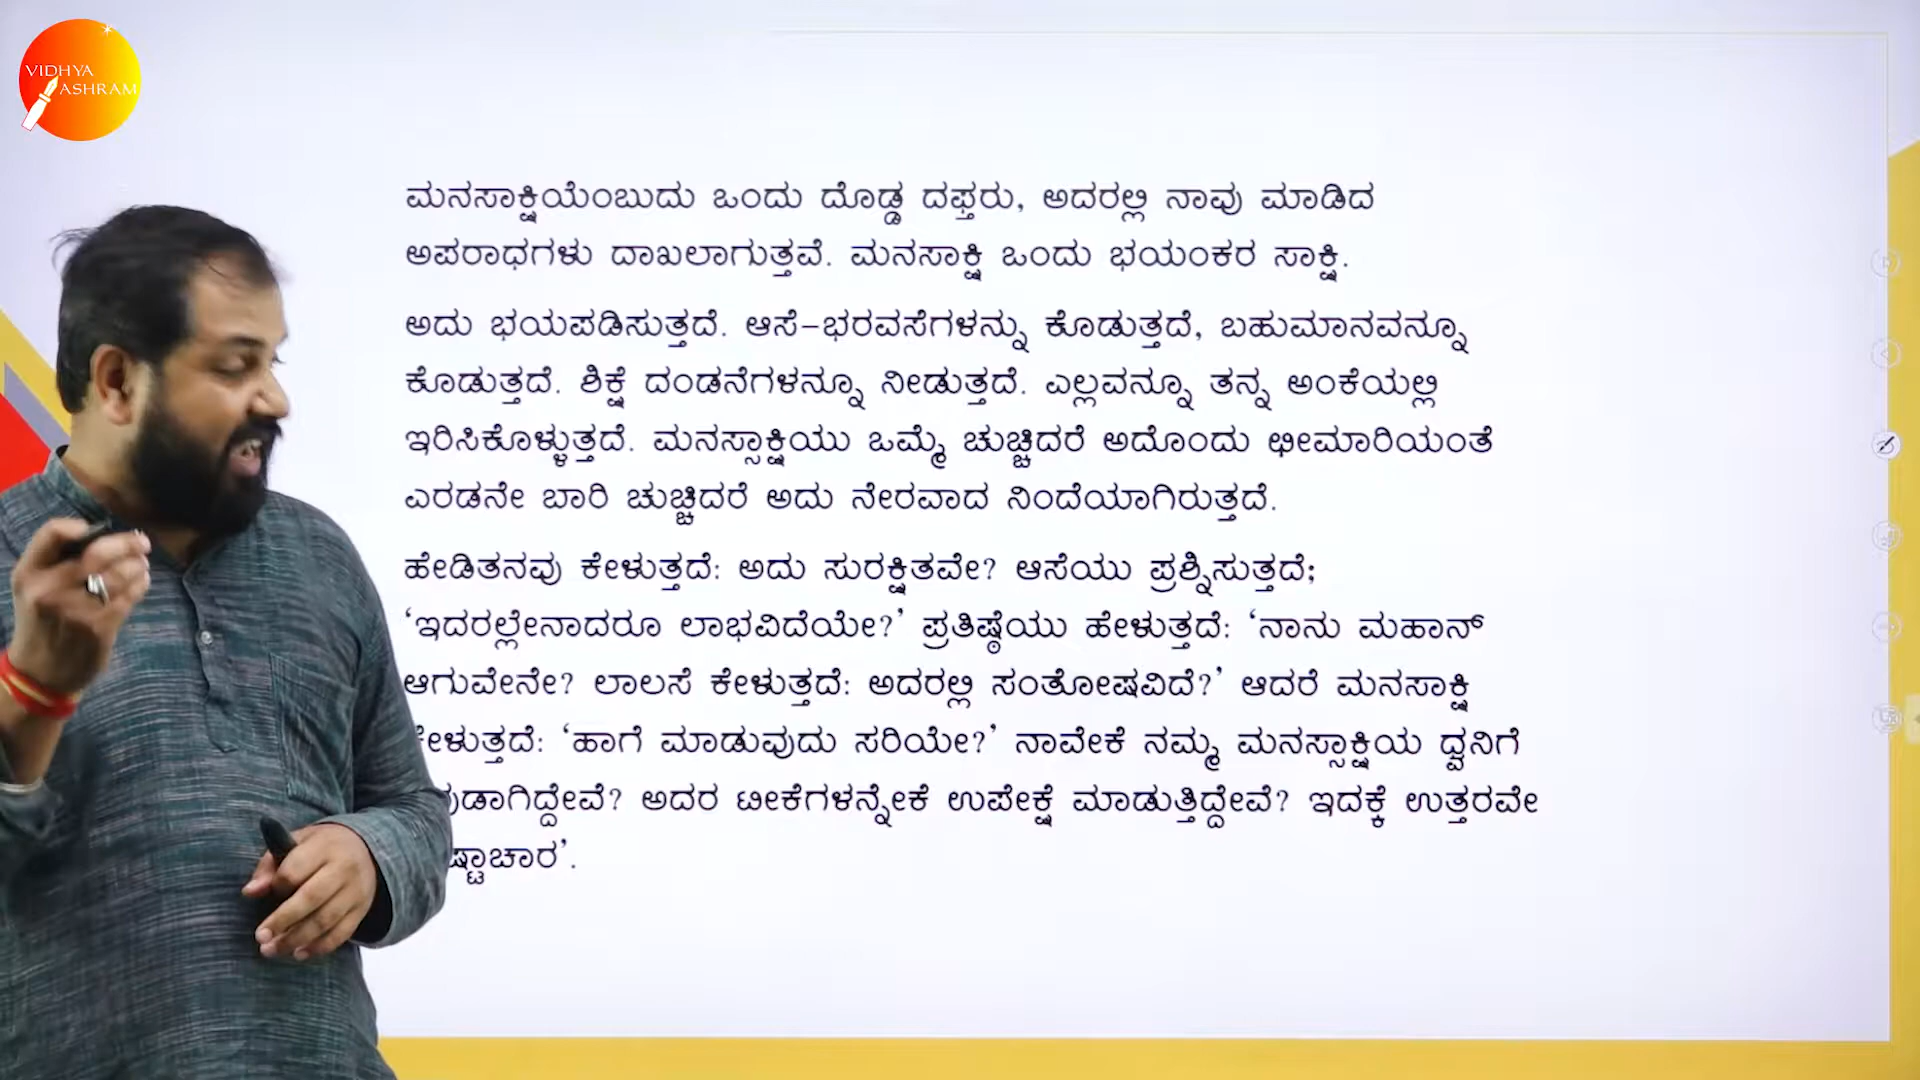 VIDHYA
ASHRAM
ಮನಸಾಕ್ಷಿಯೆಂಬುದು ಒಂದು ದೊಡ್ಡ ದಫ್ತರು, ಅದರಲ್ಲಿ ನಾವು ಮಾಡಿದ
ಅಪರಾಧಗಳು ದಾಖಲಾಗುತ್ತವೆ. ಮನಸಾಕ್ಷಿ ಒಂದು ಭಯಂಕರ ಸಾಕ್ಷಿ.
ಅದು ಭಯಪಡಿಸುತ್ತದೆ. ಆಸೆ-ಭರವಸೆಗಳನ್ನು ಕೊಡುತ್ತದೆ, ಬಹುಮಾನವನ್ನೂ
ಕೊಡುತ್ತದೆ. ಶಿಕ್ಷೆ ದಂಡನೆಗಳನ್ನೂ ನೀಡುತ್ತದೆ. ಎಲ್ಲವನ್ನೂ ತನ್ನ ಅಂಕೆಯಲ್ಲಿ
ಇರಿಸಿಕೊಳ್ಳುತ್ತದೆ. ಮನಸ್ಸಾಕ್ಷಿಯು ಒಮ್ಮೆ ಚುಚ್ಚಿದರೆ ಅದೊಂದು ಛೀಮಾರಿಯಂತೆ
ಎರಡನೇ ಬಾರಿ ಚುಚ್ಚಿದರೆ ಅದು ನೇರವಾದ ನಿಂದೆಯಾಗಿರುತ್ತದೆ.
ಹೇಡಿತನವು ಕೇಳುತ್ತದೆ: ಅದು ಸುರಕ್ಷಿತವೇ? ಆಸೆಯು ಪ್ರಶ್ನಿಸುತ್ತದೆ;
‘ಇದರಲ್ಲೇನಾದರೂ ಲಾಭವಿದೆಯೇ?’ ಪ್ರತಿಷ್ಠೆಯು ಹೇಳುತ್ತದೆ: ‘ನಾನು ಮಹಾನ್
ಆಗುವೇನೇ? ಲಾಲಸೆ ಕೇಳುತ್ತದೆ: ಅದರಲ್ಲಿ ಸಂತೋಷವಿದೆ?’ ಆದರೆ ಮನಸಾಕ್ಷಿ
‘ಹಾಗೆ ಮಾಡುವುದು ಸರಿಯೇ?’ ನಾವೇಕೆ ನಮ್ಮ ಮನಸ್ಸಾಕ್ಷಿಯ ಧ್ವನಿಗೆ
ಅದರ ಟೀಕೆಗಳನ್ನೇಕೆ ಉಪೇಕ್ಷೆ ಮಾಡುತ್ತಿದ್ದೇವೆ? ಇದಕ್ಕೆ ಉತ್ತರವೇ